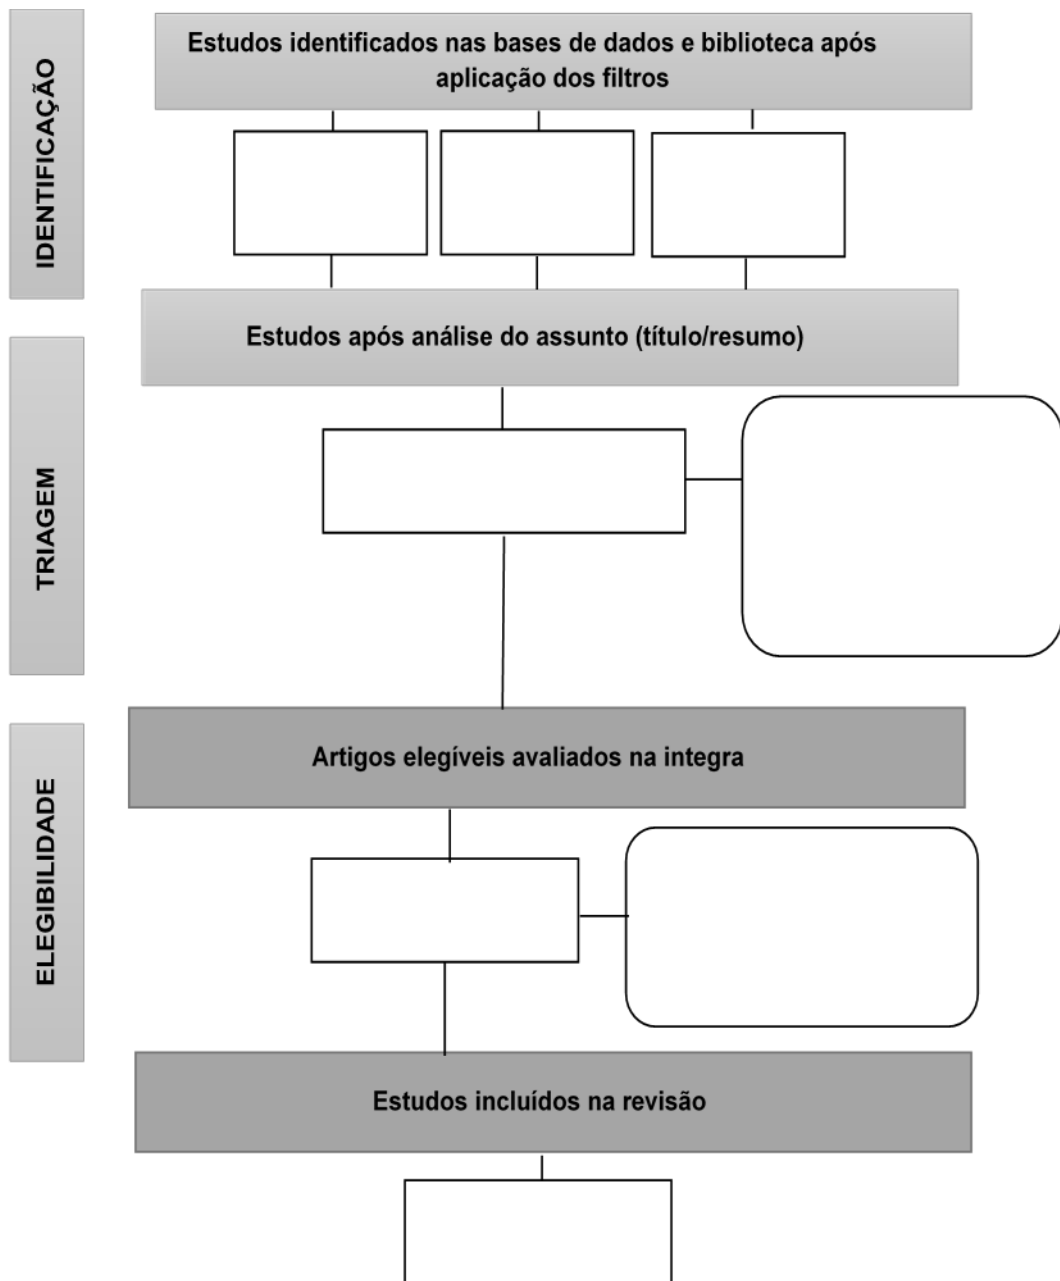 IDENTIFICAÇÃO
Estudos identificados nas bases de dados e biblioteca após
aplicação dos filtros
Estudos após análise do assunto (título/resumo)
TRIAGEM
Artigos elegíveis avaliados na integra
ELEGIBILIDADE
Estudos incluídos na revisão